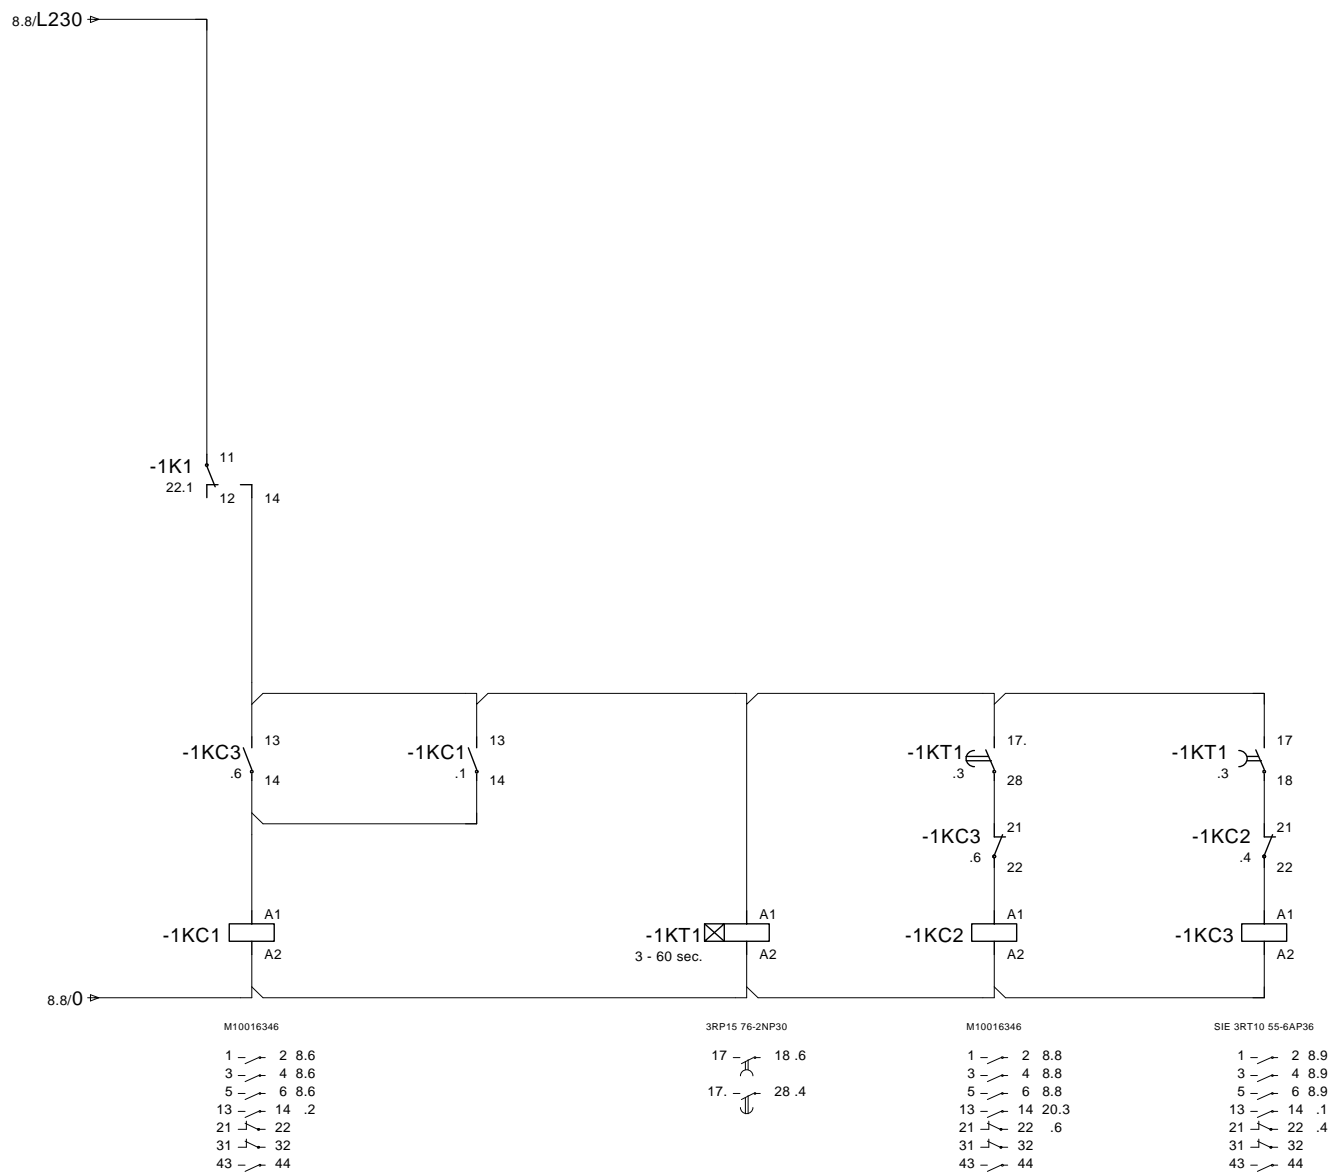 8.8/L230
11
-1K1
22.1
12 14
13 13 17. 17
-1KC3 -1KC1 -1KT1 -1KT1
.6 .1 .3 .3
14 14 28 18
21 21
-1KC3 -1KC2
.6 .4
22 22
A1 A1 A1 A1
-1KC1 -1KT1 -1KC2 -1KC3
A2 A2 A2 A2
3 - 60 sec.
8.8/0
M10016346 3RP15 76-2NP30 M10016346 SIE 3RT10 55-6AP36
1 2 8.6 17 18 .6 1 2 8.8 1 2 8.9
3 4 8.6 3 4 8.8 3 4 8.9
5 6 8.6 17. 28 .4 5 6 8.8 5 6 8.9
13 14 .2 13 14 20.3 13 14 .1
21 22 21 22 .6 21 22 .4
31 32 31 32 31 32
43 44 43 44 43 44